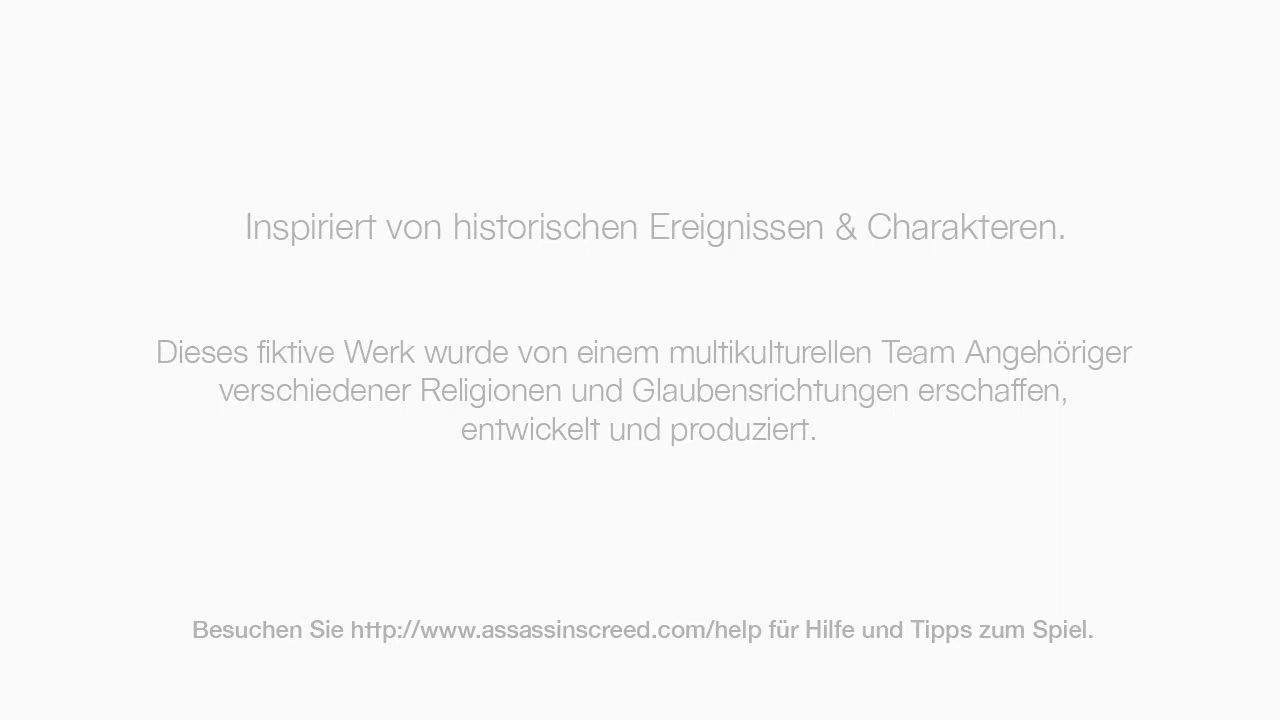 Inspiriert von historischen Ereignissen & Charakteren.
Dieses fiktive Werk wurde von einem multikulturellen Team Angehöriger
verschiedener Religionen und Glaubensrichtungen erschaffen,
entwickelt und produziert.
Besuchen Sie http://www.assassinscreed.com/help für Hilfe und Tipps zum Spiel.